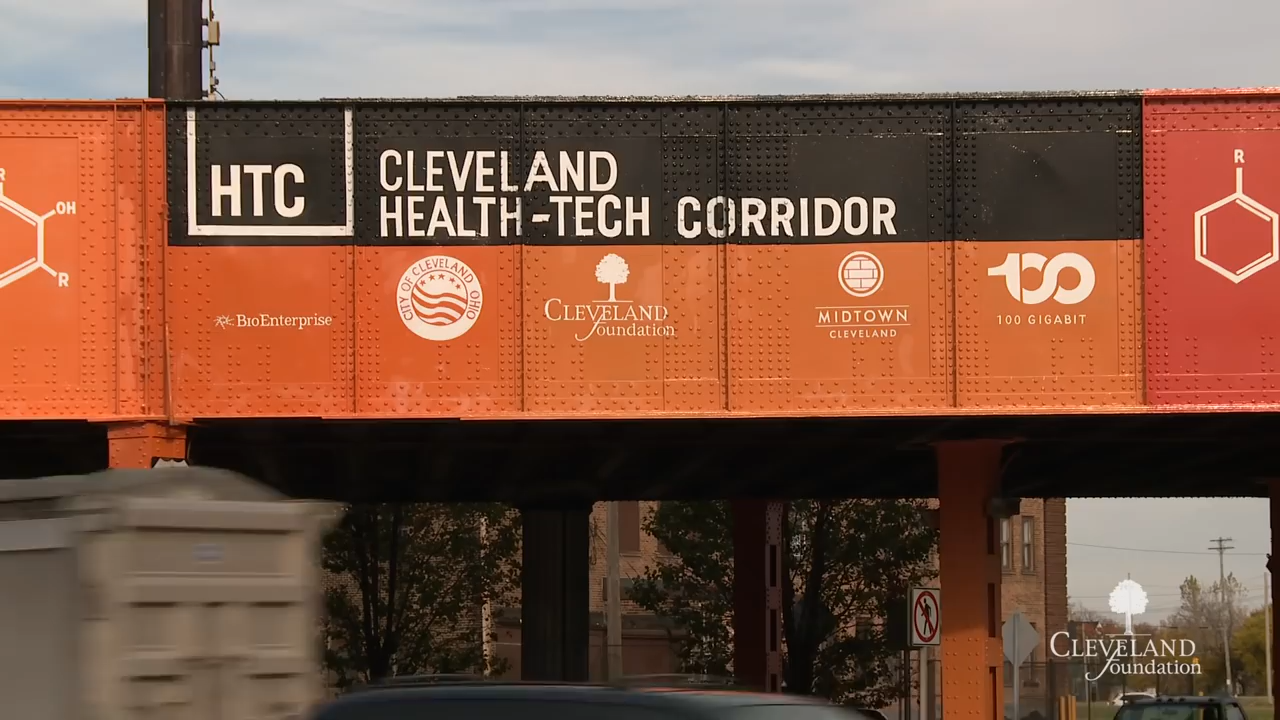 R
OH
R
HTC
CLEVELAND
HEALTH-TECH CORRIDOR
R
BioEnterprise
CITY OF CLEVELAND OHIO
CLEVELAND
foundation
MIDTOWN
CLEVELAND
100
100 GIGABIT
CLEVELAND
foundation